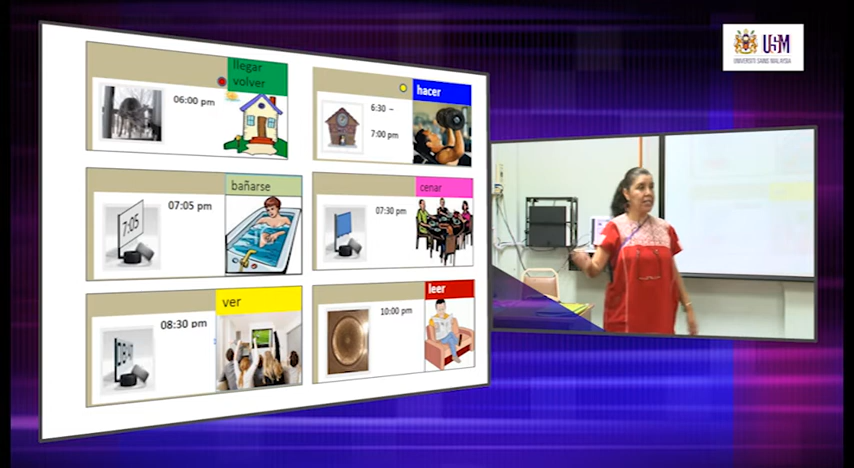 llegar
volver
06:00 pm
hacer
6:30 –
7:00 pm
bañarse
07:05 pm
7:05
cenar
07:30 pm
ver
08:30 pm
leer
10:00 pm
USM
UNIVERSITI SAINS MALAYSIA